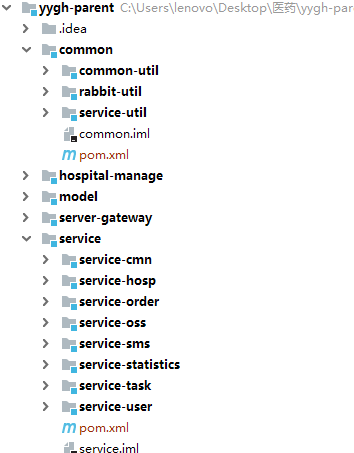 yygh-parent C:\Users\lenovo\Desktop\医药\yygh-par
.idea
common
common-util
rabbit-util
service-util
common.iml
pom.xml
hospital-manage
model
server-gateway
service
service-cmn
service-hosp
service-order
service-oss
service-sms
service-statistics
service-task
service-user
pom.xml
service.iml